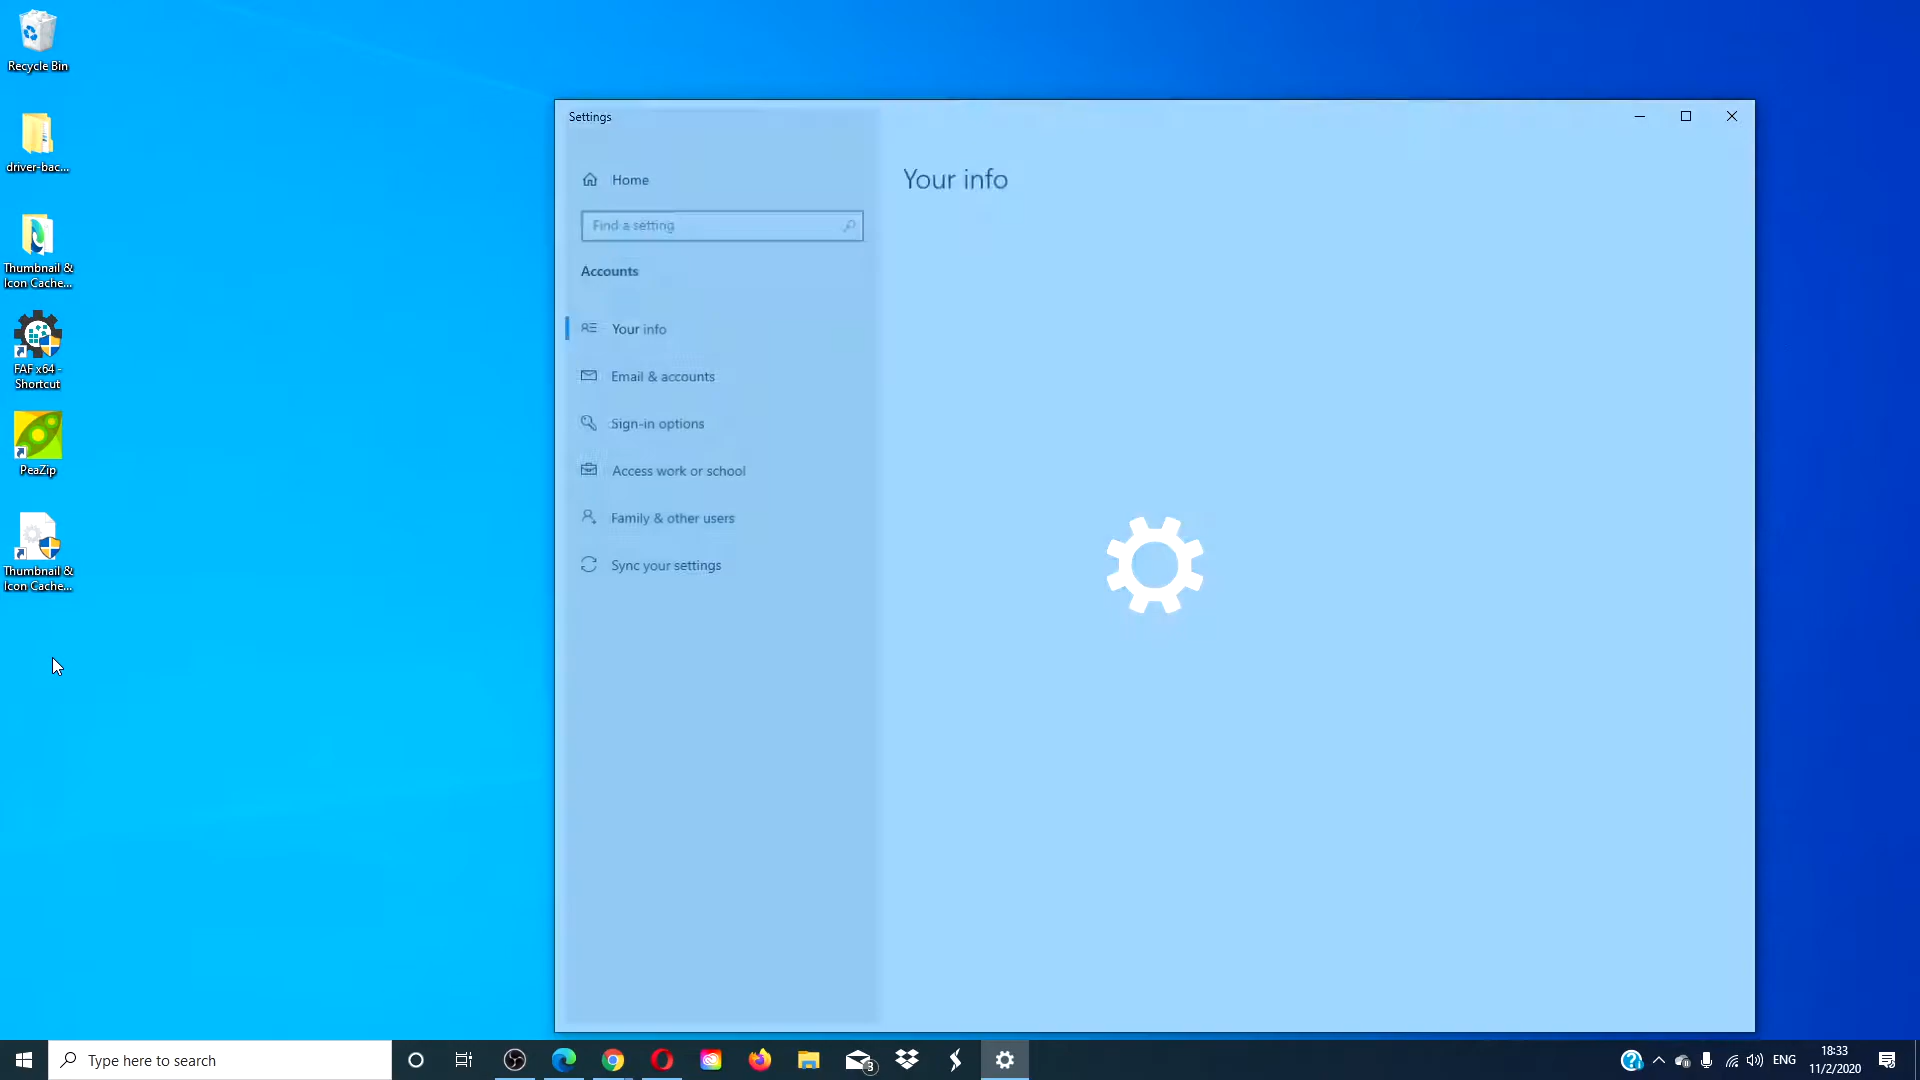 Recycle Bin
driver-bac...
Thumbnail &
Icon Cache...
FAF x64 -
Shortcut
PeaZip
Thumbnail &
Icon Cache...
Settings
Home
Find a setting
Accounts
Your info
Email & accounts
Sign-in options
Access work or school
Family & other users
Sync your settings
Your info
Type here to search
3
ENG
18:33
11/2/2020